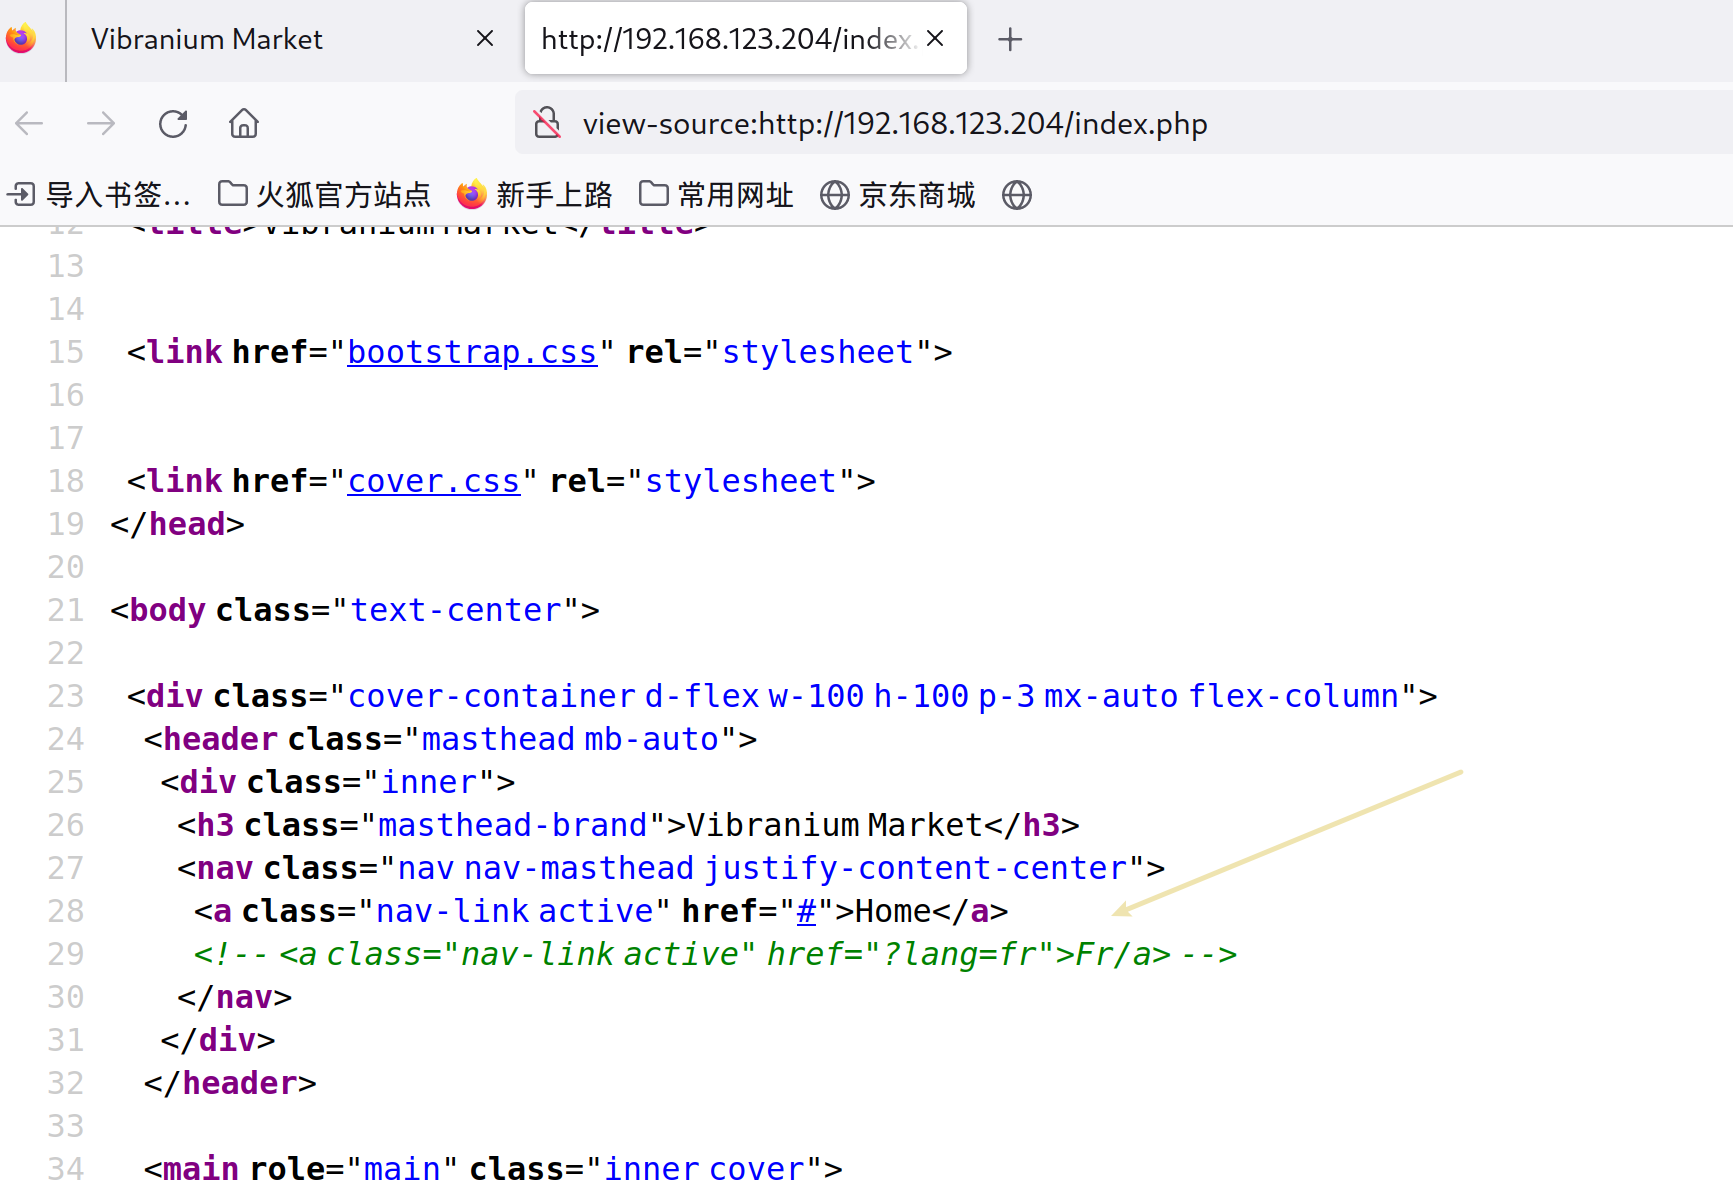 Vibranium Market
http://192.168.123.204/index.
view-source:http://192.168.123.204/index.php
导入书签... 火狐官方站点 新手上路 常用网址 京东商城
12 <title>Vibranium Market</title>
13
14
15 <link href="bootstrap.css" rel="stylesheet">
16
17
18 <link href="cover.css" rel="stylesheet">
19 </head>
20
21 <body class="text-center">
22
23 <div class="cover-container d-flex w-100 h-100 p-3 mx-auto flex-column">
24 <header class="masthead mb-auto">
25 <div class="inner">
26 <h3 class="masthead-brand">Vibranium Market</h3>
27 <nav class="nav nav-masthead justify-content-center">
28 <a class="nav-link active" href="#">Home</a>
29 <!-- <a class="nav-link active" href="?lang=fr">Fr/a> -->
30 </nav>
31 </div>
32 </header>
33
34 <main role="main" class="inner cover">